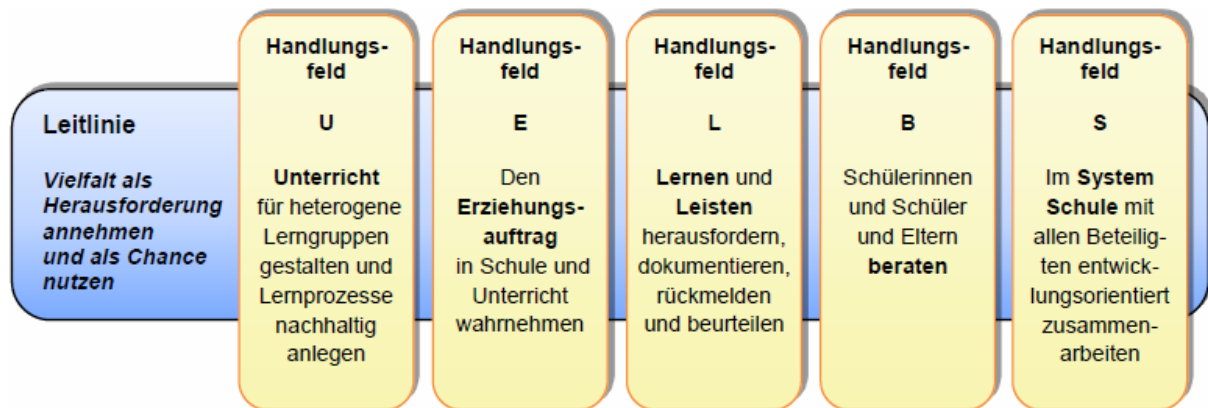 Leitlinie
Vielfalt als
Herausforderung
annehmen
und als Chance
nutzen
Handlungs-
feld
U
Unterricht
für heterogene
Lerngruppen
gestalten und
Lernprozesse
nachhaltig
anlegen
Handlungs-
feld
E
Den
Erziehungs-
auftrag
in Schule und
Unterricht
wahrnehmen
Handlungs-
feld
L
Lernen und
Leisten
herausfordern,
dokumentieren,
rückmelden
und beurteilen
Handlungs-
feld
B
Schülerinnen
und Schüler
und Eltern
beraten
Handlungs-
feld
S
Im System
Schule mit
allen Beteilig-
ten entwick-
lungsorientiert
zusammen-
arbeiten